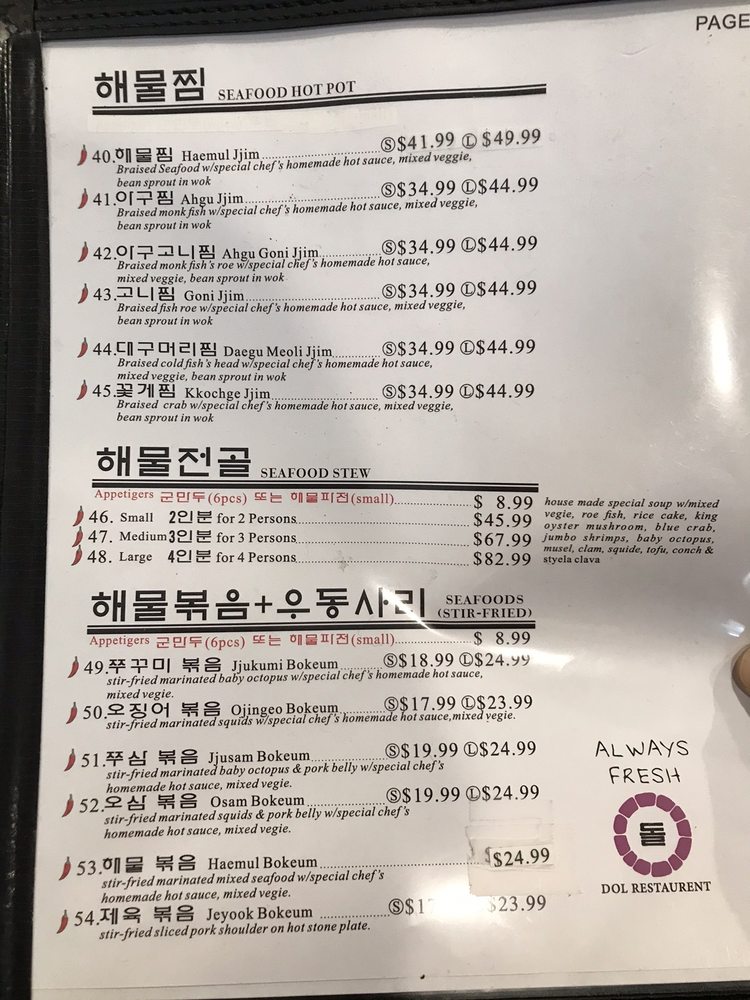 PAGE
해물찜 SEAFOOD HOT POT
40.해물찜 Haemul Jjim ⓢ$41.99 Ⓛ$49.99
Braised Seafood w/special chef's homemade hot sauce, mixed veggie,
bean sprout in wok
41.아구찜 Ahgu Jjim ⓢ$34.99 Ⓛ$44.99
Braised monk fish w/special chef's homemade hot sauce, mixed veggie,
bean sprout in wok
42.아구고니찜 Ahgu Goni Jjim ⓢ$34.99 Ⓛ$44.99
Braised monk fish's roe w/special chef's homemade hot sauce,
mixed veggie, bean sprout in wok
43.고니찜 Goni Jjim ⓢ$34.99 Ⓛ$44.99
Braised fish roe w/special chef's homemade hot sauce, mixed veggie,
bean sprout in wok
44.대구머리찜 Daegu Meoli Jjim ⓢ$34.99 Ⓛ$44.99
Braised cold fish's head w/special chef's homemade hot sauce,
mixed veggie, bean sprout in wok
45.꽃게찜 Kkochge Jjim ⓢ$34.99 Ⓛ$44.99
Braised crab w/special chef's homemade hot sauce, mixed veggie,
bean sprout in wok
해물전골 SEAFOOD STEW
Appetigers 군만두(6pcs) 또는 해물피전(small) $ 8.99
46. Small 2인분 for 2 Persons $45.99
47. Medium 3인분 for 3 Persons $67.99
48. Large 4인분 for 4 Persons $82.99
house made special soup w/mixed
vegie, roe fish, rice cake, king
oyster mushroom, blue crab,
jumbo shrimps, baby octopus,
musel, clam, squide, tofu, conch &
styela clava
해물볶음+우동사리 SEAFOODS
(STIR-FRIED)
Appetigers 군만두(6pcs) 또는 해물피전(small) $ 8.99
49.쭈꾸미 볶음 Jjukumi Bokeum ⓢ$18.99 Ⓛ$24.99
stir-fried marinated baby octopus w/special chef's homemade hot sauce,
mixed vegie.
50.오징어 볶음 Ojingeo Bokeum ⓢ$17.99 Ⓛ$23.99
stir-fried marinated squids w/special chef's homemade hot sauce,mixed vegie.
51.쭈삼 볶음 Jjusam Bokeum ⓢ$19.99 Ⓛ$24.99
stir-fried marinated baby octopus & pork belly w/special chef's
homemade hot sauce, mixed vegie.
52.오삼 볶음 Osam Bokeum ⓢ$19.99 Ⓛ$24.99
stir-fried marinated squids & pork belly w/special chef's
homemade hot sauce, mixed vegie.
53.해물 볶음 Haemul Bokeum $24.99
stir-fried marinated mixed seafood w/special chef's
homemade hot sauce, mixed vegie.
54.제육 볶음 Jeyook Bokeum ⓢ$1 $23.99
stir-fried sliced pork shoulder on hot stone plate.
ALWAYS
FRESH
돌
DOL RESTAURENT